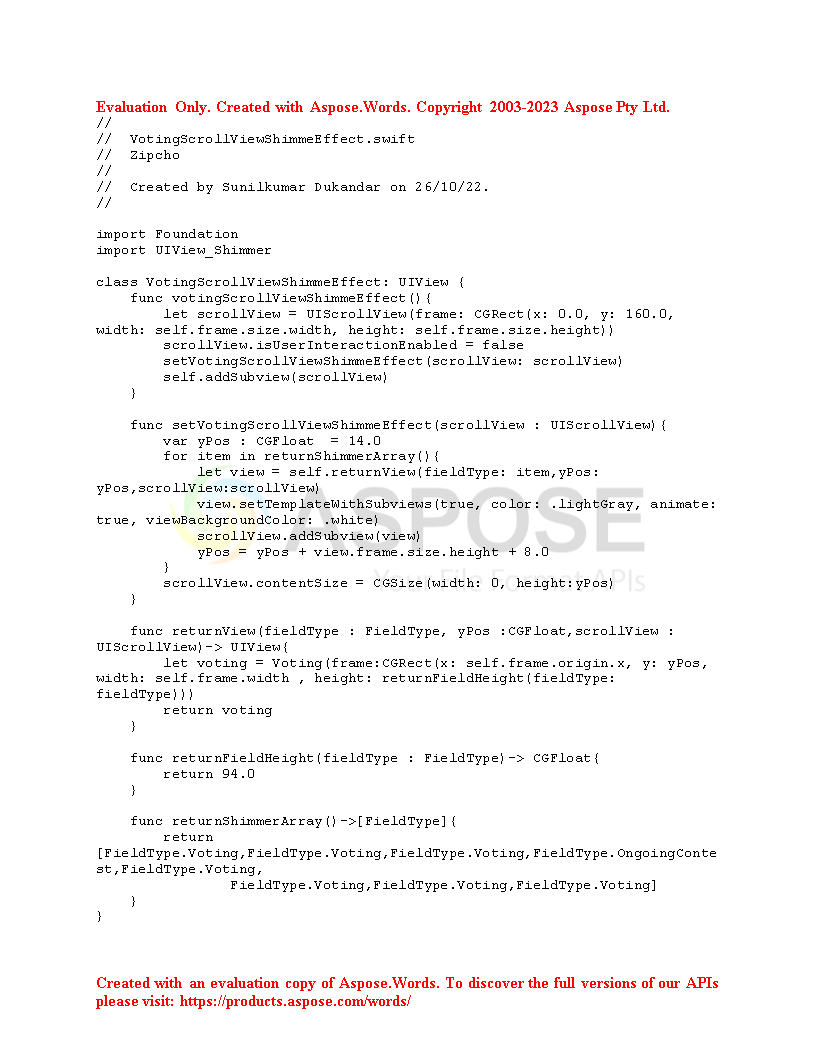 Evaluation Only. Created with Aspose.Words. Copyright 2003-2023 Aspose Pty Ltd.
//
//  VotingScrollViewShimmeEffect.swift
//  Zipcho
//
//  Created by Sunilkumar Dukandar on 26/10/22.
//

import Foundation
import UIView_Shimmer

class VotingScrollViewShimmeEffect: UIView {
    func votingScrollViewShimmeEffect(){
        let scrollView = UIScrollView(frame: CGRect(x: 0.0, y: 160.0,
width: self.frame.size.width, height: self.frame.size.height))
        scrollView.isUserInteractionEnabled = false
        setVotingScrollViewShimmeEffect(scrollView: scrollView)
        self.addSubview(scrollView)
    }

    func setVotingScrollViewShimmeEffect(scrollView : UIScrollView){
        var yPos : CGFloat  = 14.0
        for item in returnShimmerArray(){
            let view = self.returnView(fieldType: item,yPos:
yPos,scrollView:scrollView)
            view.setTemplateWithSubviews(true, color: .lightGray, animate:
true, viewBackgroundColor: .white)
            scrollView.addSubview(view)
            yPos = yPos + view.frame.size.height + 8.0
        }
        scrollView.contentSize = CGSize(width: 0, height:yPos)
    }

    func returnView(fieldType : FieldType, yPos :CGFloat,scrollView :
UIScrollView)-> UIView{
        let voting = Voting(frame:CGRect(x: self.frame.origin.x, y: yPos,
width: self.frame.width , height: returnFieldHeight(fieldType:
fieldType)))
        return voting
    }

    func returnFieldHeight(fieldType : FieldType)-> CGFloat{
        return 94.0
    }

    func returnShimmerArray()->[FieldType]{
        return
[FieldType.Voting,FieldType.Voting,FieldType.Voting,FieldType.OngoingConte
st,FieldType.Voting,
                FieldType.Voting,FieldType.Voting,FieldType.Voting]
    }
}
ASPOSE
Your File Format APIs
Created with an evaluation copy of Aspose.Words. To discover the full versions of our APIs
please visit: https://products.aspose.com/words/